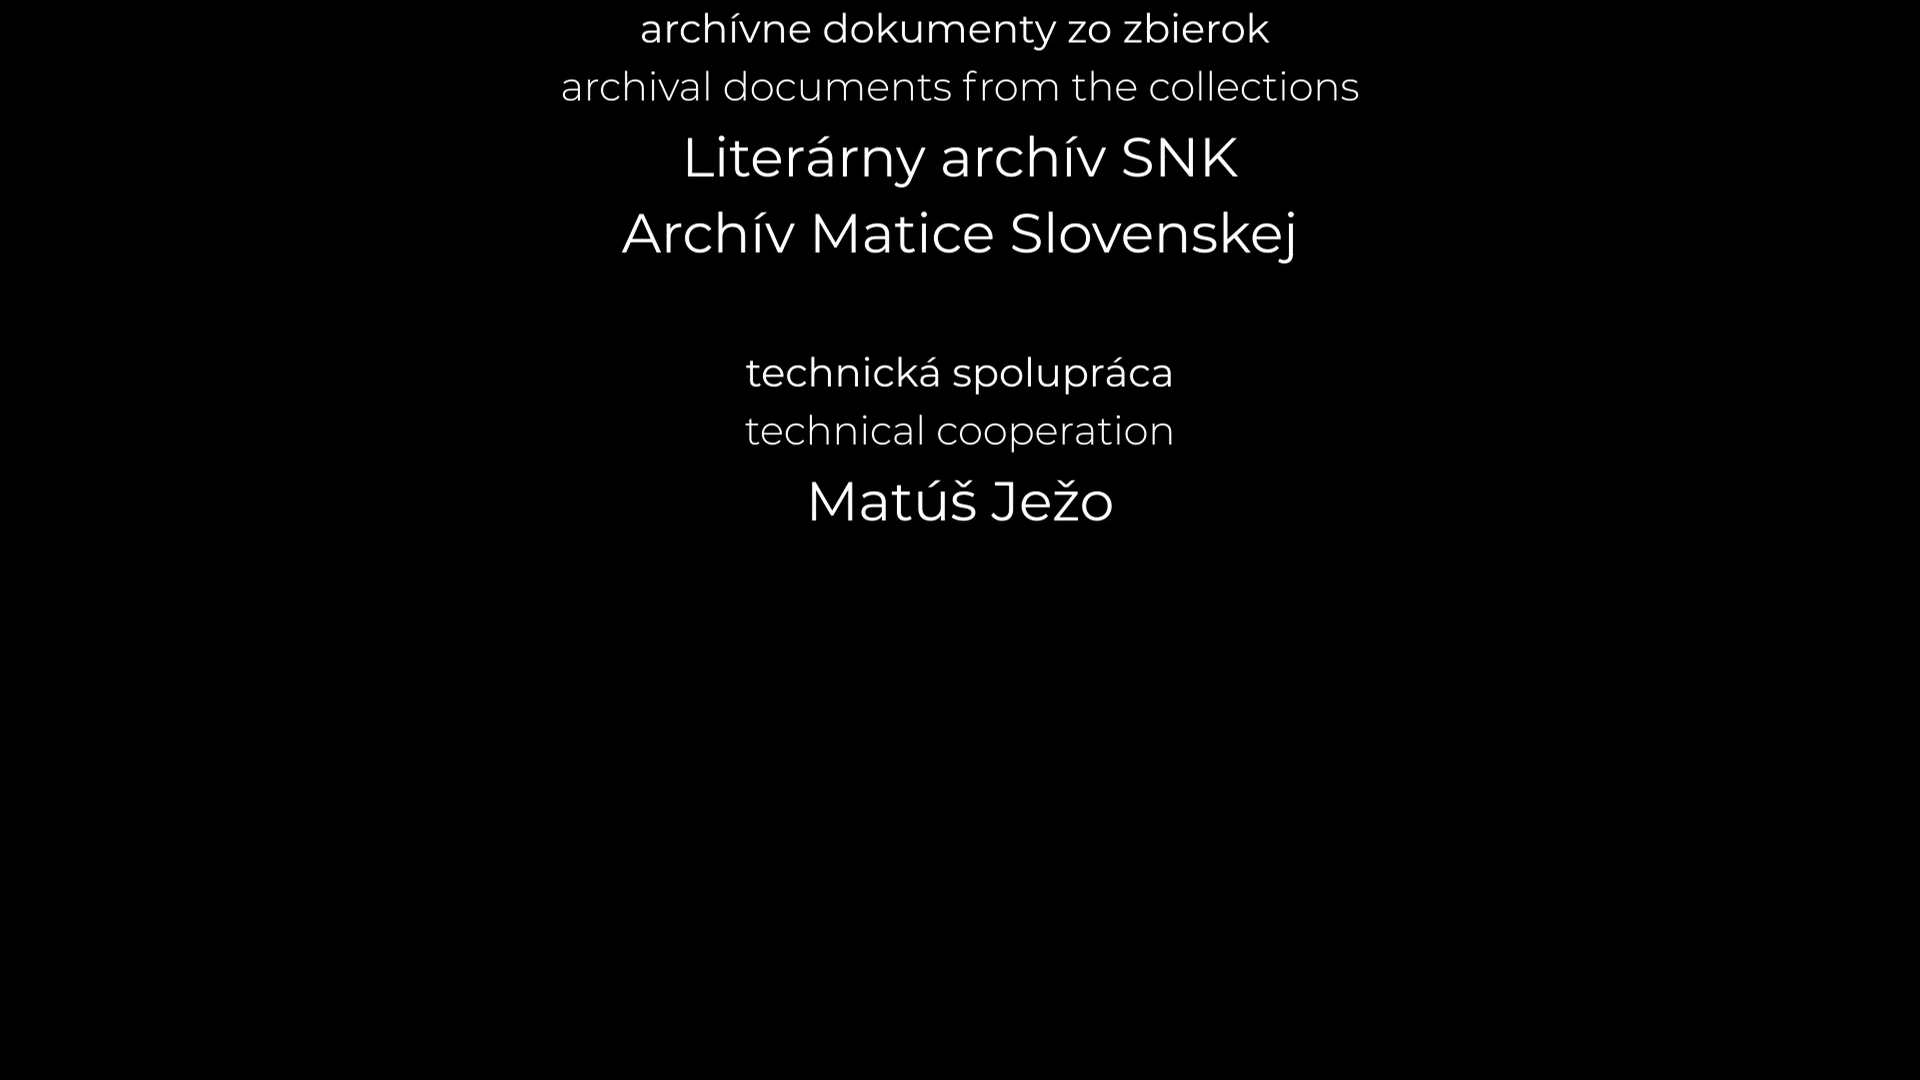 archívne dokumenty zo zbierok
archival documents from the collections
Literárny archív SNK
Archív Matice Slovenskej
technická spolupráca
technical cooperation
Matúš Ježo